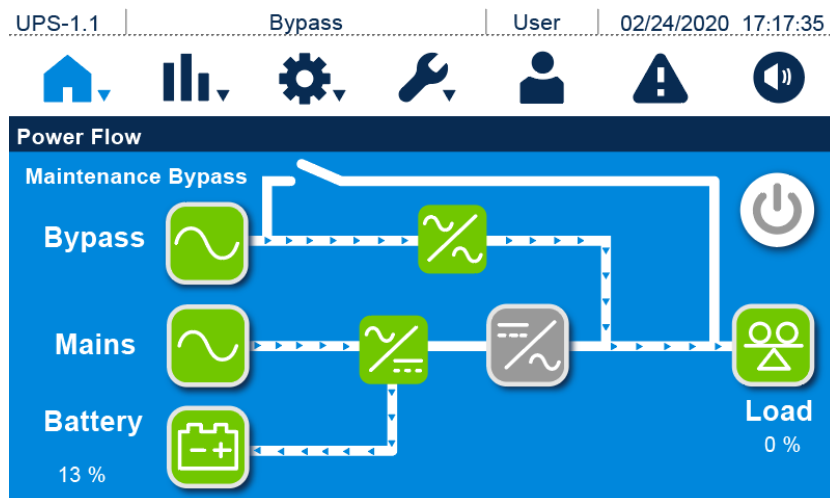 UPS-1.1 Bypass User 02/24/2020 17:17:35
Power Flow
Maintenance Bypass
Bypass
Mains
Battery
13 %
Load
0 %